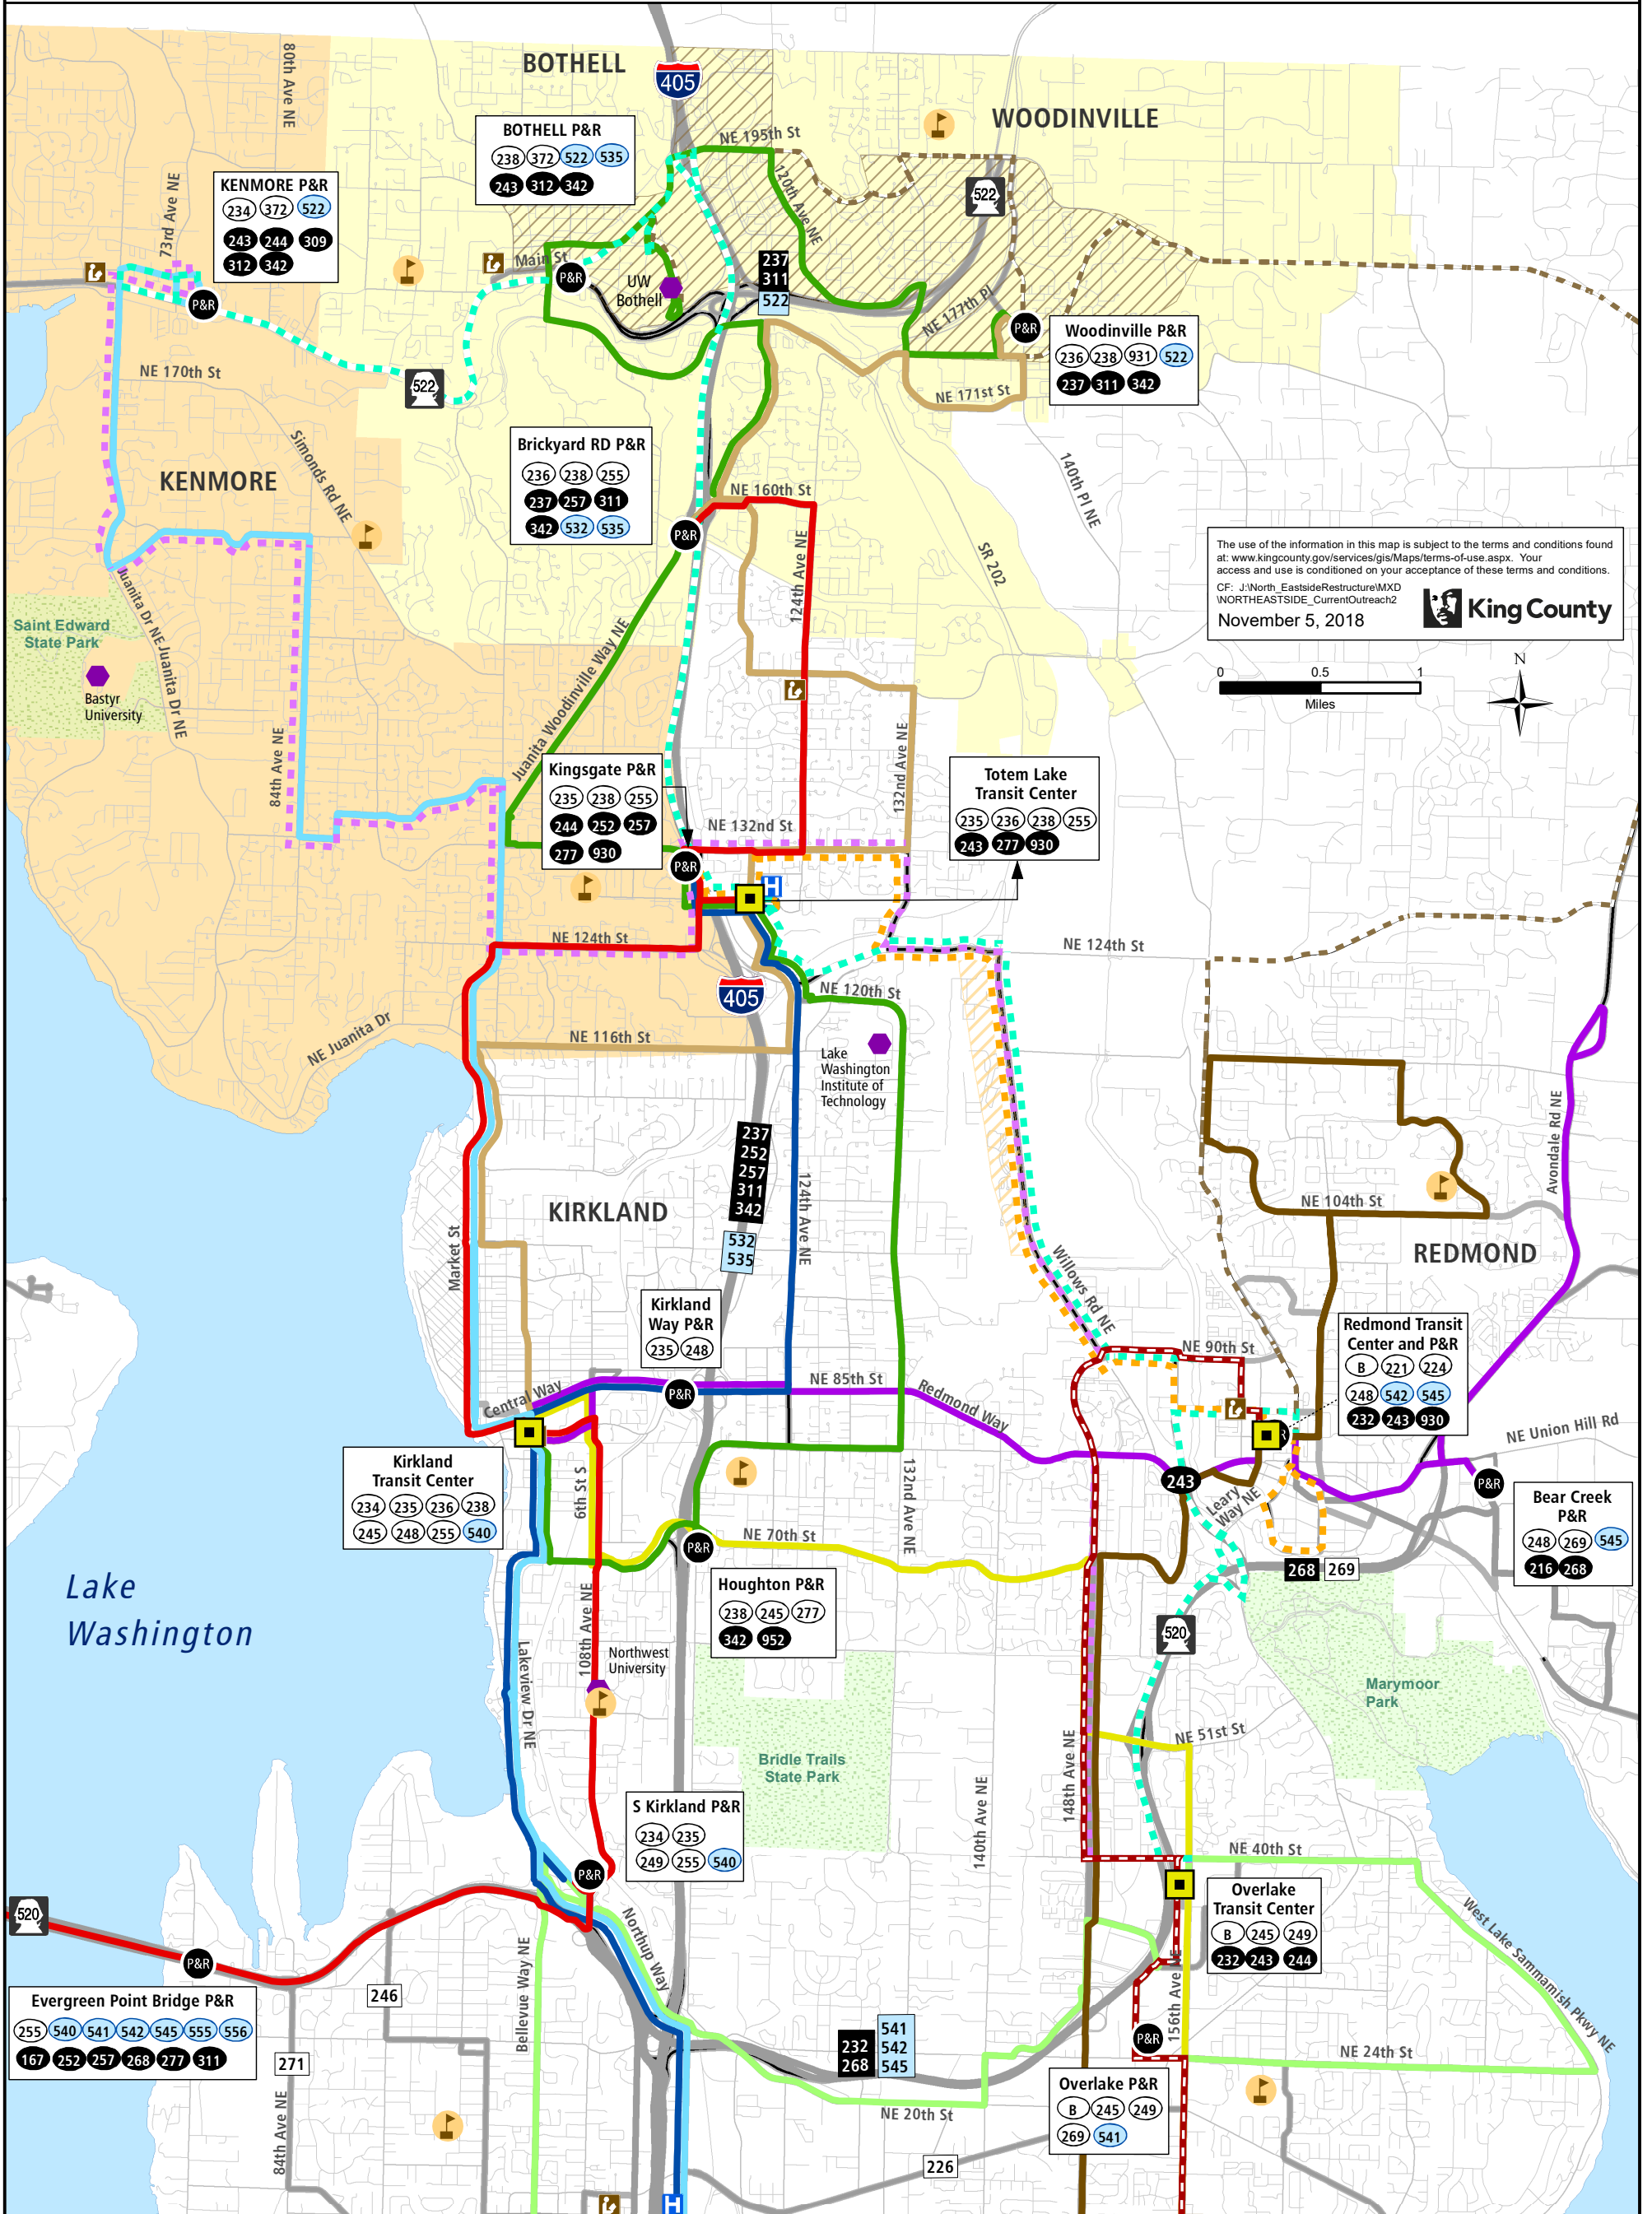 BOTHELL
405
80th Ave NE
WOODINVILLE
NE 195th St
BOTHELL P&R
238 372 522 535
243 312 342
KENMORE P&R
234 372 522
243 244 309
312 342
73rd Ave NE
120th Ave NE
522
Main St
P&R
UW
Bothell
237
311
522
NE 177th Pl
P&R
P&R
Woodinville P&R
236 238 931 522
237 311 342
NE 170th St
522
NE 171st St
Simonds Rd NE
Brickyard RD P&R
236 238 255
237 257 311
342 532 535
KENMORE
NE 160th St
140th Pl NE
P&R
124th Ave NE
SR 202
The use of the information in this map is subject to the terms and conditions found
at: www.kingcounty.gov/services/gis/Maps/terms-of-use.aspx. Your
access and use is conditioned on your acceptance of these terms and conditions.
CF: J:\North_EastsideRestructure\MXD
\NORTHEASTSIDE_CurrentOutreach2
November 5, 2018
King County
Juanita Dr NE
Juanita Dr NE
Saint Edward
State Park
Bastyr
University
Juanita Woodinville Way NE
0 0.5 1
Miles
N
84th Ave NE
132nd Ave NE
Kingsgate P&R
235 238 255
244 252 257
277 930
Totem Lake
Transit Center
235 236 238 255
243 277 930
NE 132nd St
P&R
H
NE 124th St
NE 124th St
405
NE 120th St
NE Juanita Dr
NE 116th St
Lake
Washington
Institute of
Technology
Avondale Rd NE
237
252
257
311
342
532
535
124th Ave NE
NE 104th St
KIRKLAND
Market St
REDMOND
Willows Rd NE
Kirkland
Way P&R
235 248
NE 90th St
Redmond Transit
Center and P&R
B 221 224
248 542 545
232 243 930
NE 85th St
P&R
Central Way
Redmond Way
NE Union Hill Rd
Kirkland
Transit Center
234 235 236 238
245 248 255 540
6th St S
132nd Ave NE
243
Leary
Way NE
P&R
Bear Creek
P&R
248 269 545
216 268
NE 70th St
P&R
268 269
Houghton P&R
238 245 277
342 952
Lake
Washington
108th Ave NE
Northwest
University
520
Lakeview Dr NE
Marymoor
Park
NE 51st St
Bridle Trails
State Park
148th Ave NE
140th Ave NE
S Kirkland P&R
234 235
249 255 540
NE 40th St
P&R
Overlake
Transit Center
B 245 249
232 243 244
520
Northup Way
West Lake Sammamish Pkwy NE
P&R
Bellevue Way NE
156th Ave NE
Evergreen Point Bridge P&R
255 540 541 542 545 555 556
167 252 257 268 277 311
246
271
232
268
541
542
545
P&R
NE 24th St
Overlake P&R
B 245 249
269 541
NE 20th St
84th Ave NE
226
H